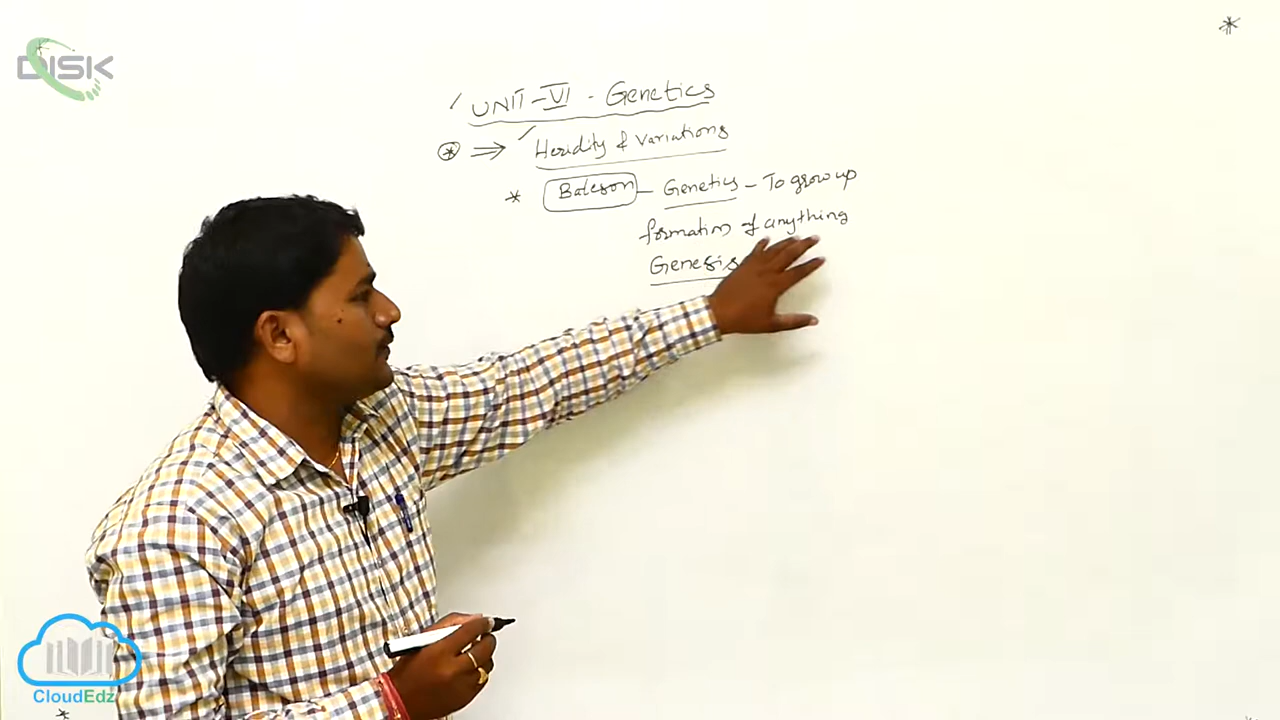 DISK
UNIT-VI - Genetics
* ⇒ Heridity & Variations
* Bateson - Genetics - To grow up
formation of anything
Genesis
CloudEdz